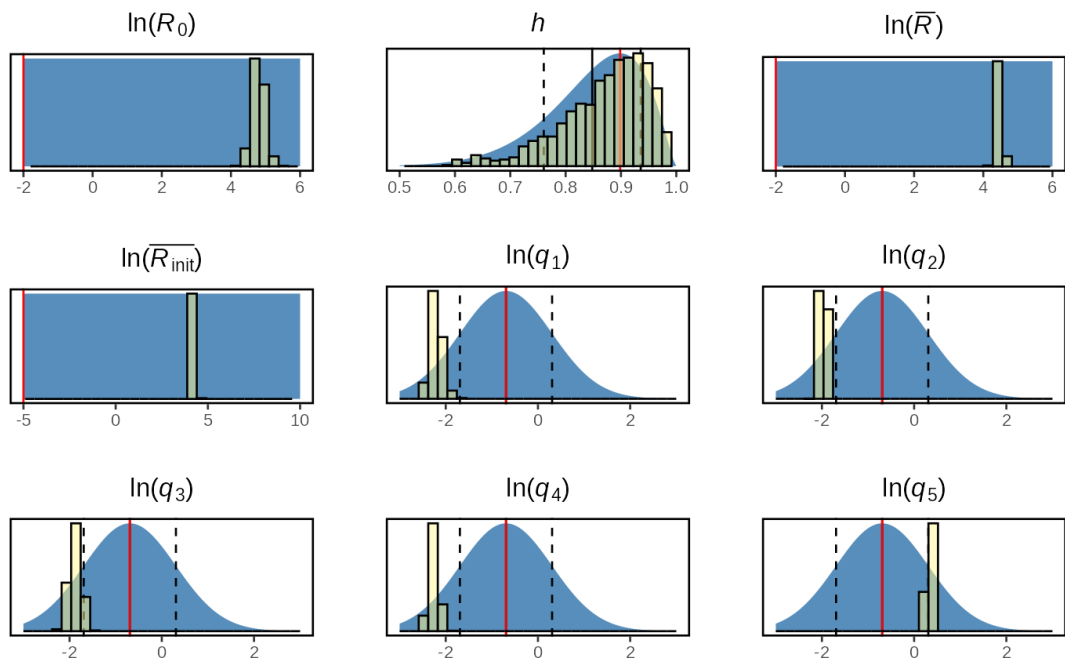 ln(R₀) h ln(R̅)
-2 0 2 4 6 0.5 0.6 0.7 0.8 0.9 1.0 -2 0 2 4 6
ln(R̅ᵢₙᵢₜ) ln(q₁) ln(q₂)
-5 0 5 10 -2 0 2 -2 0 2
ln(q₃) ln(q₄) ln(q₅)
-2 0 2 -2 0 2 -2 0 2